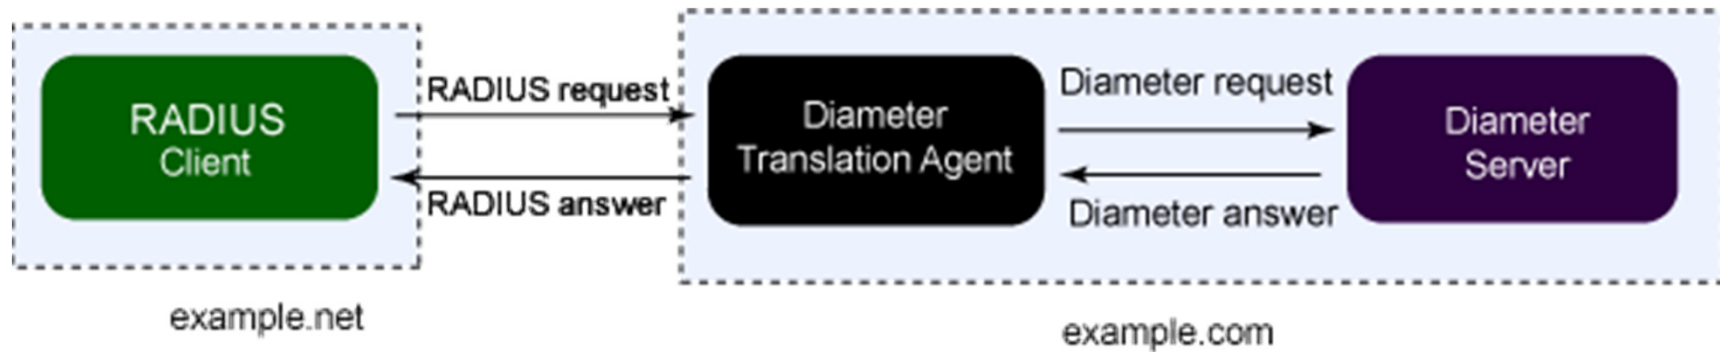 RADIUS
Client
RADIUS request
RADIUS answer
Diameter
Translation Agent
Diameter request
Diameter answer
Diameter
Server
example.net
example.com